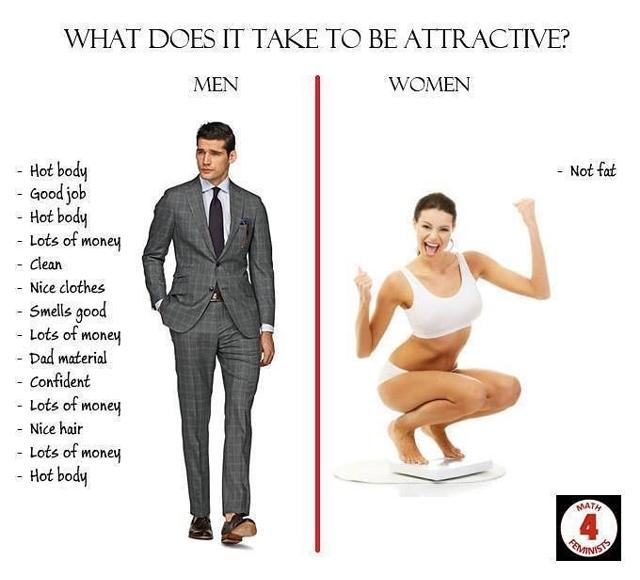 WHAT DOES IT TAKE TO BE ATTRACTIVE?
MEN
- Hot body
- Good job
- Hot body
- Lots of money
- Clean
- Nice clothes
- Smells good
- Lots of money
- Dad material
- Confident
- Lots of money
- Nice hair
- Lots of money
- Hot body
WOMEN
- Not fat
MATH
4
FEMINISTS